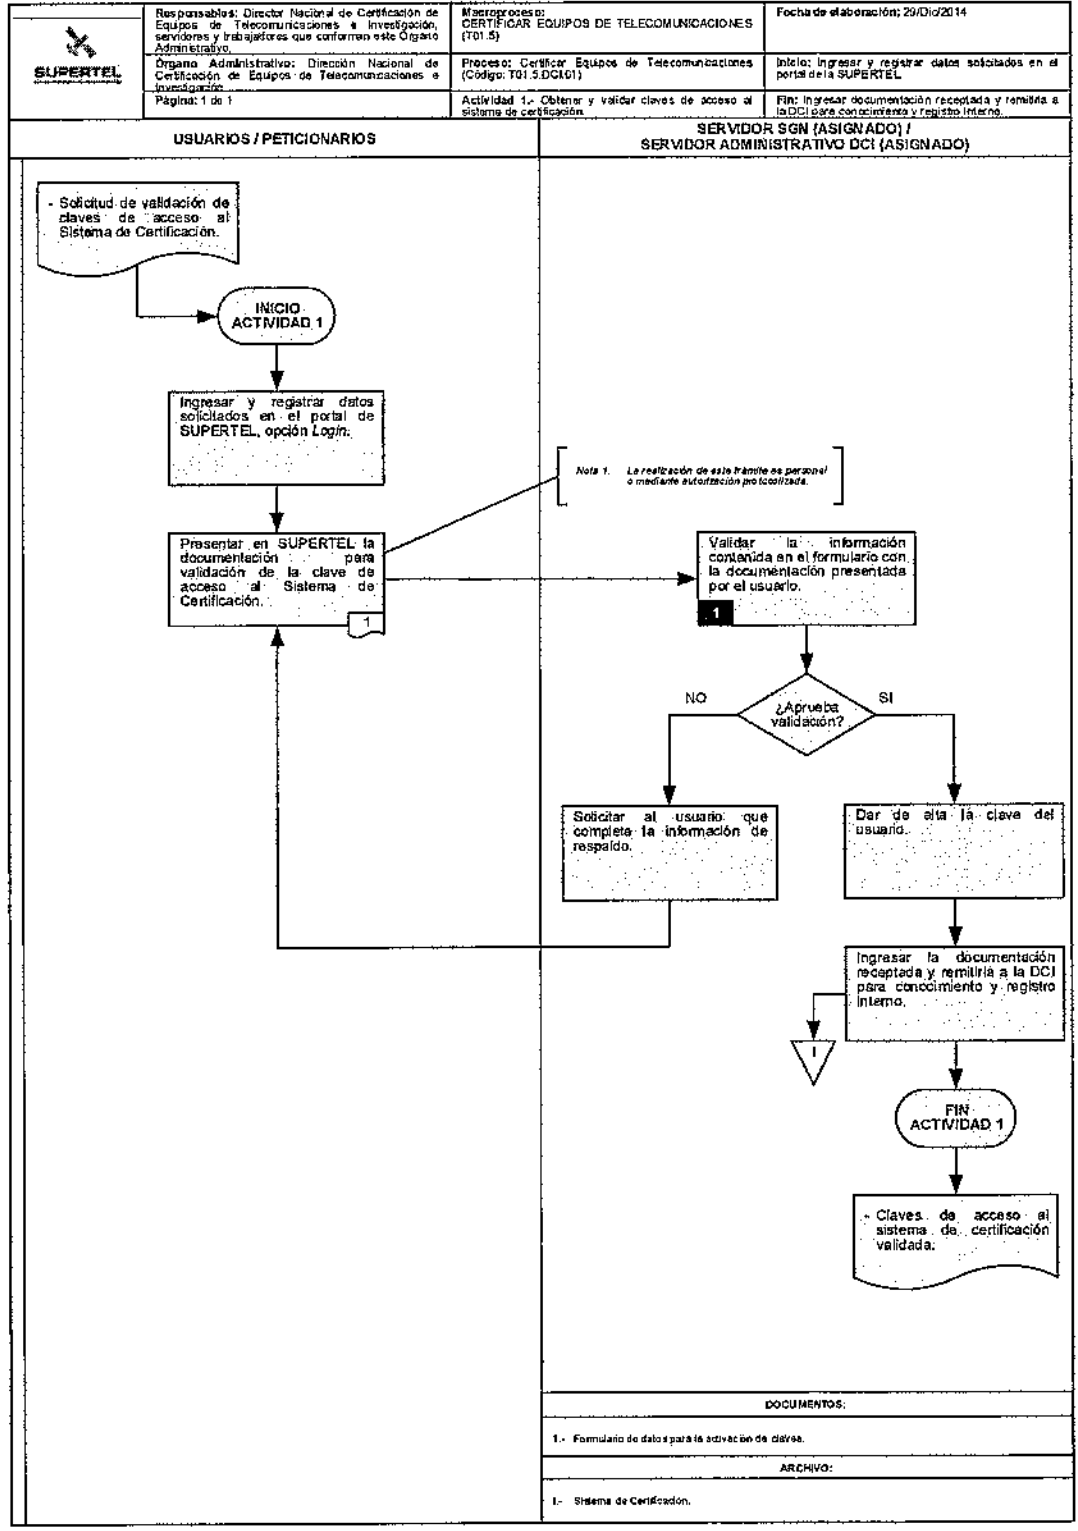 SUPERTEL
Responsables: Director Nacional de Certificación de
Equipos de Telecomunicaciones e Investigación,
servidores y trabajadores que conforman este Órgano
Administrativo.
Órgano Administrativo: Dirección Nacional de
Certificación de Equipos de Telecomunicaciones e
Investigación
Página: 1 de 1
Macroproceso:
CERTIFICAR EQUIPOS DE TELECOMUNICACIONES
(T01.5)
Proceso: Certificar Equipos de Telecomunicaciones
(Código: T01.5.DCI.01)
Actividad 1.- Obtener y validar claves de acceso al
sistema de certificación.
Fecha de elaboración: 29/Dic/2014
Inicio: Ingresar y registrar datos solicitados en el
portal de la SUPERTEL
Fin: Ingresar documentación receptada y remitirla a
la DCI para conocimiento y registro interno.
USUARIOS / PETICIONARIOS
SERVIDOR SGN (ASIGNADO) /
SERVIDOR ADMINISTRATIVO DCI (ASIGNADO)
- Solicitud de validación de
claves de acceso al
Sistema de Certificación.
INICIO
ACTIVIDAD 1
Ingresar y registrar datos
solicitados en el portal de
SUPERTEL, opción Login.
Nota 1. La realización de este trámite es personal
o mediante autorización protocolizada.
Presentar en SUPERTEL la
documentación para
validación de la clave de
acceso al Sistema de
Certificación.
1
Validar la información
contenida en el formulario con
la documentación presentada
por el usuario.
1
NO
¿Aprueba
validación?
SI
Solicitar al usuario que
complete la información de
respaldo.
Dar de alta la clave del
usuario.
Ingresar la documentación
receptada y remitirla a la DCI
para conocimiento y registro
interno.
I
FIN
ACTIVIDAD 1
- Claves de acceso al
sistema de certificación
validada.
DOCUMENTOS:
1.- Formulario de datos para la activación de claves.
ARCHIVO:
I.- Sistema de Certificación.